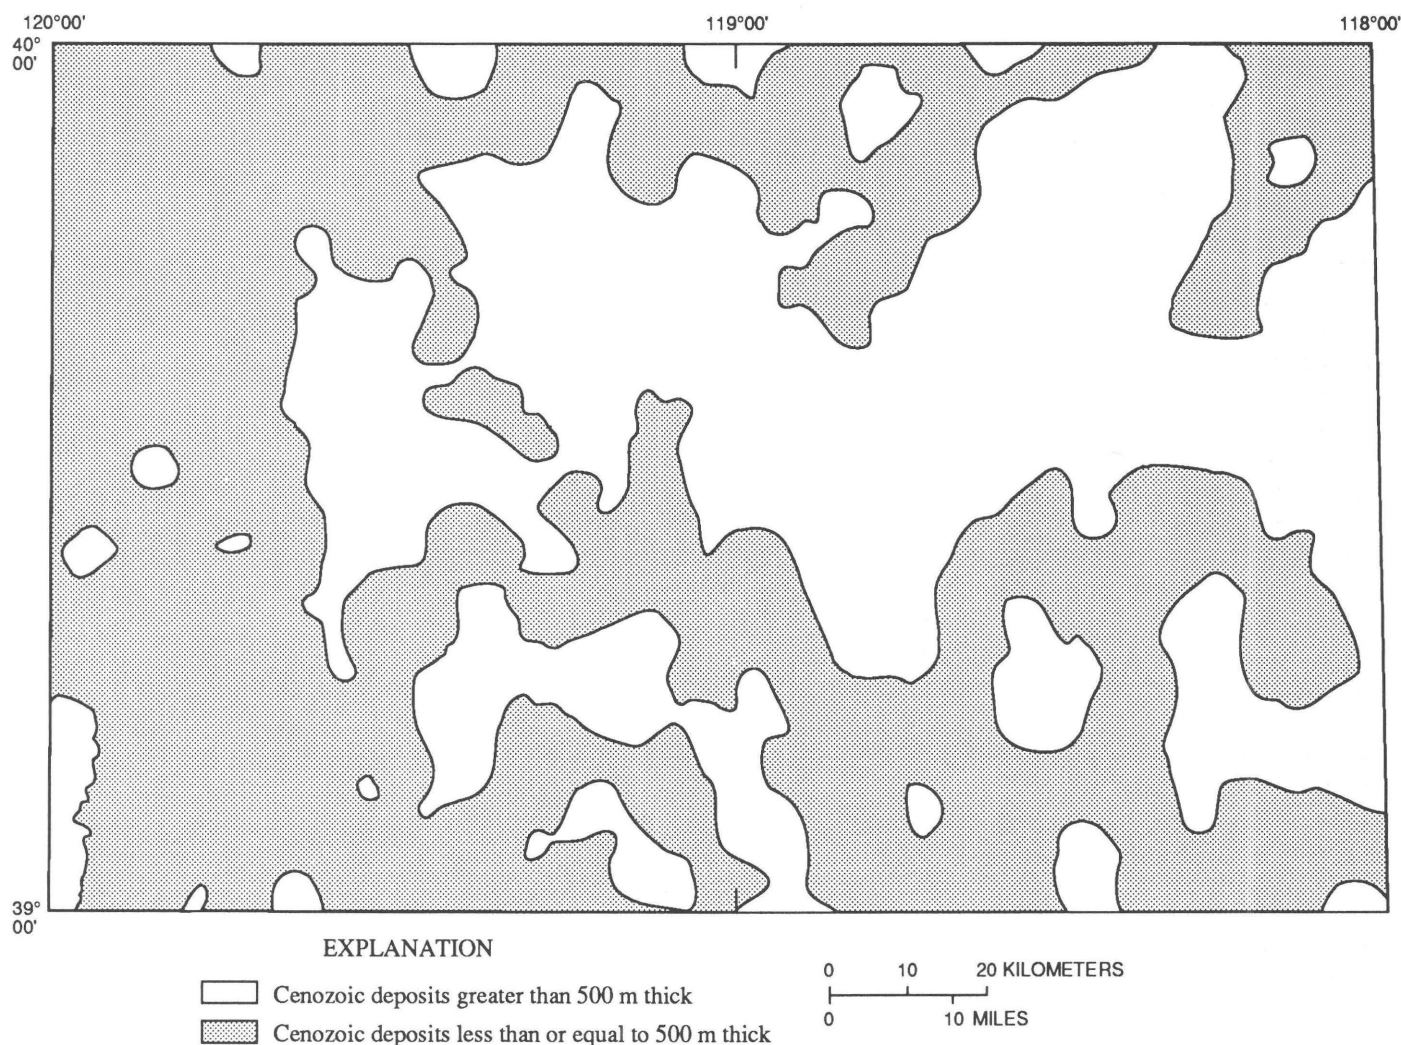 120°00'
119°00'
118°00'
40°
00'
39°
00'
EXPLANATION
Cenozoic deposits greater than 500 m thick
Cenozoic deposits less than or equal to 500 m thick
0 10 20 KILOMETERS
0 10 MILES